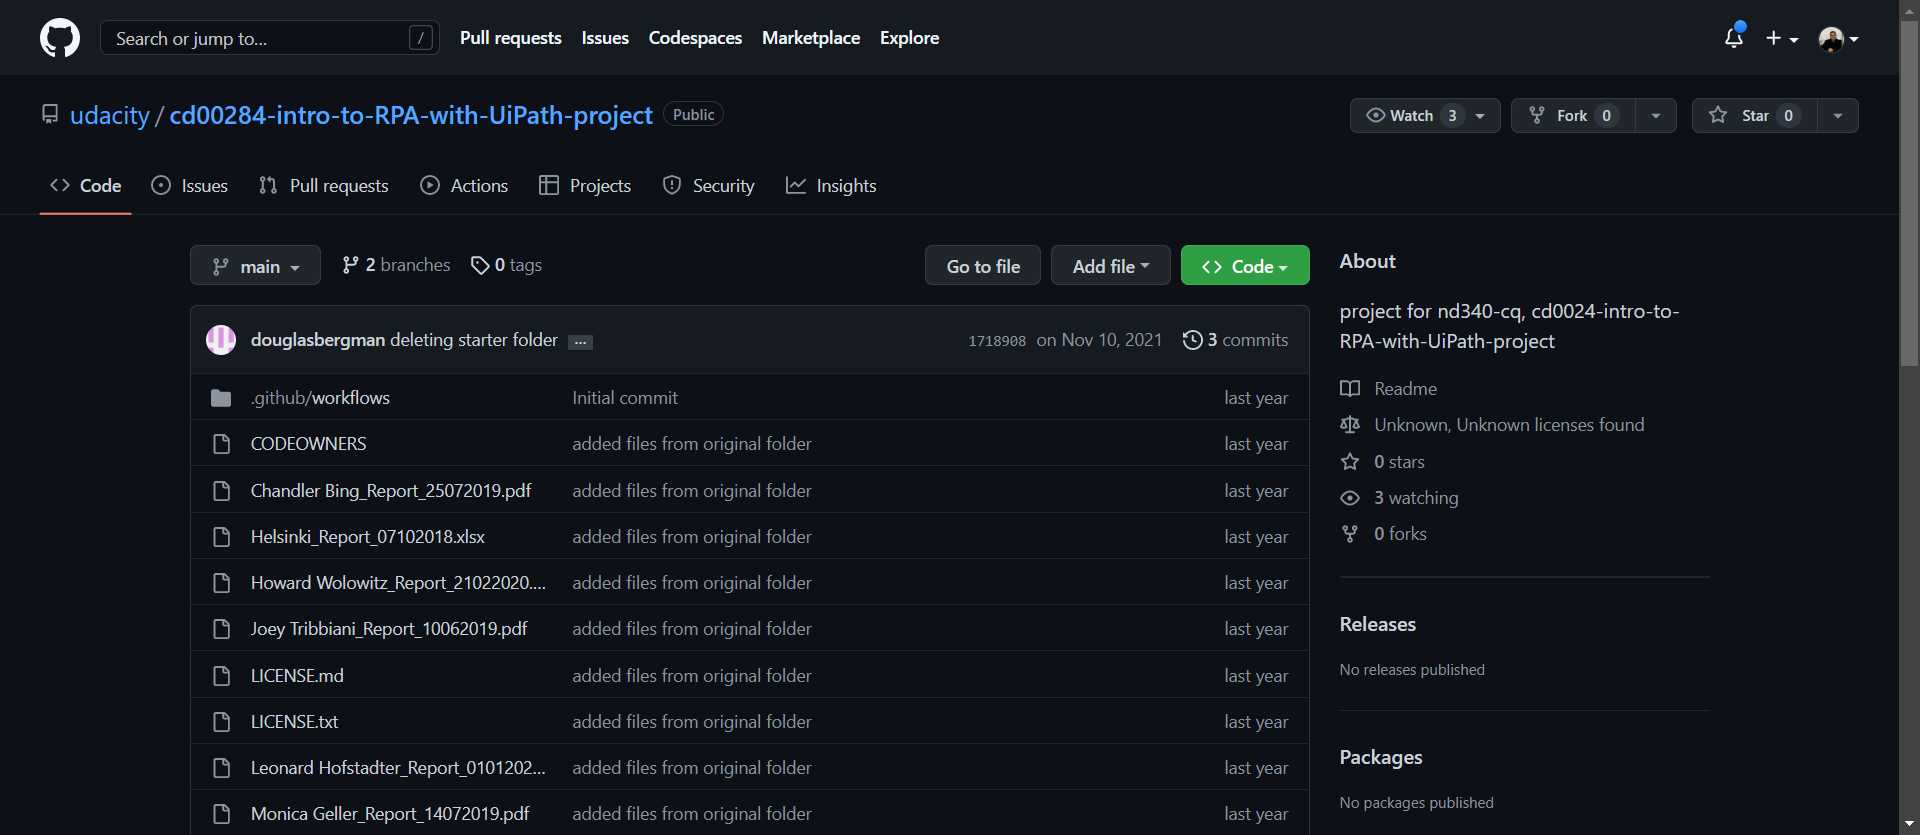 Search or jump to... /
Pull requests Issues Codespaces Marketplace Explore
udacity / cd00284-intro-to-RPA-with-UiPath-project Public
Watch 3 Fork 0 Star 0
Code Issues Pull requests Actions Projects Security Insights
main 2 branches 0 tags Go to file Add file Code
douglasbergman deleting starter folder ... 1718908 on Nov 10, 2021 3 commits
.github/workflows Initial commit last year
CODEOWNERS added files from original folder last year
Chandler Bing_Report_25072019.pdf added files from original folder last year
Helsinki_Report_07102018.xlsx added files from original folder last year
Howard Wolowitz_Report_21022020.... added files from original folder last year
Joey Tribbiani_Report_10062019.pdf added files from original folder last year
LICENSE.md added files from original folder last year
LICENSE.txt added files from original folder last year
Leonard Hofstadter_Report_0101202... added files from original folder last year
Monica Geller_Report_14072019.pdf added files from original folder last year
About
project for nd340-cq, cd0024-intro-to-
RPA-with-UiPath-project
Readme
Unknown, Unknown licenses found
0 stars
3 watching
0 forks
Releases
No releases published
Packages
No packages published